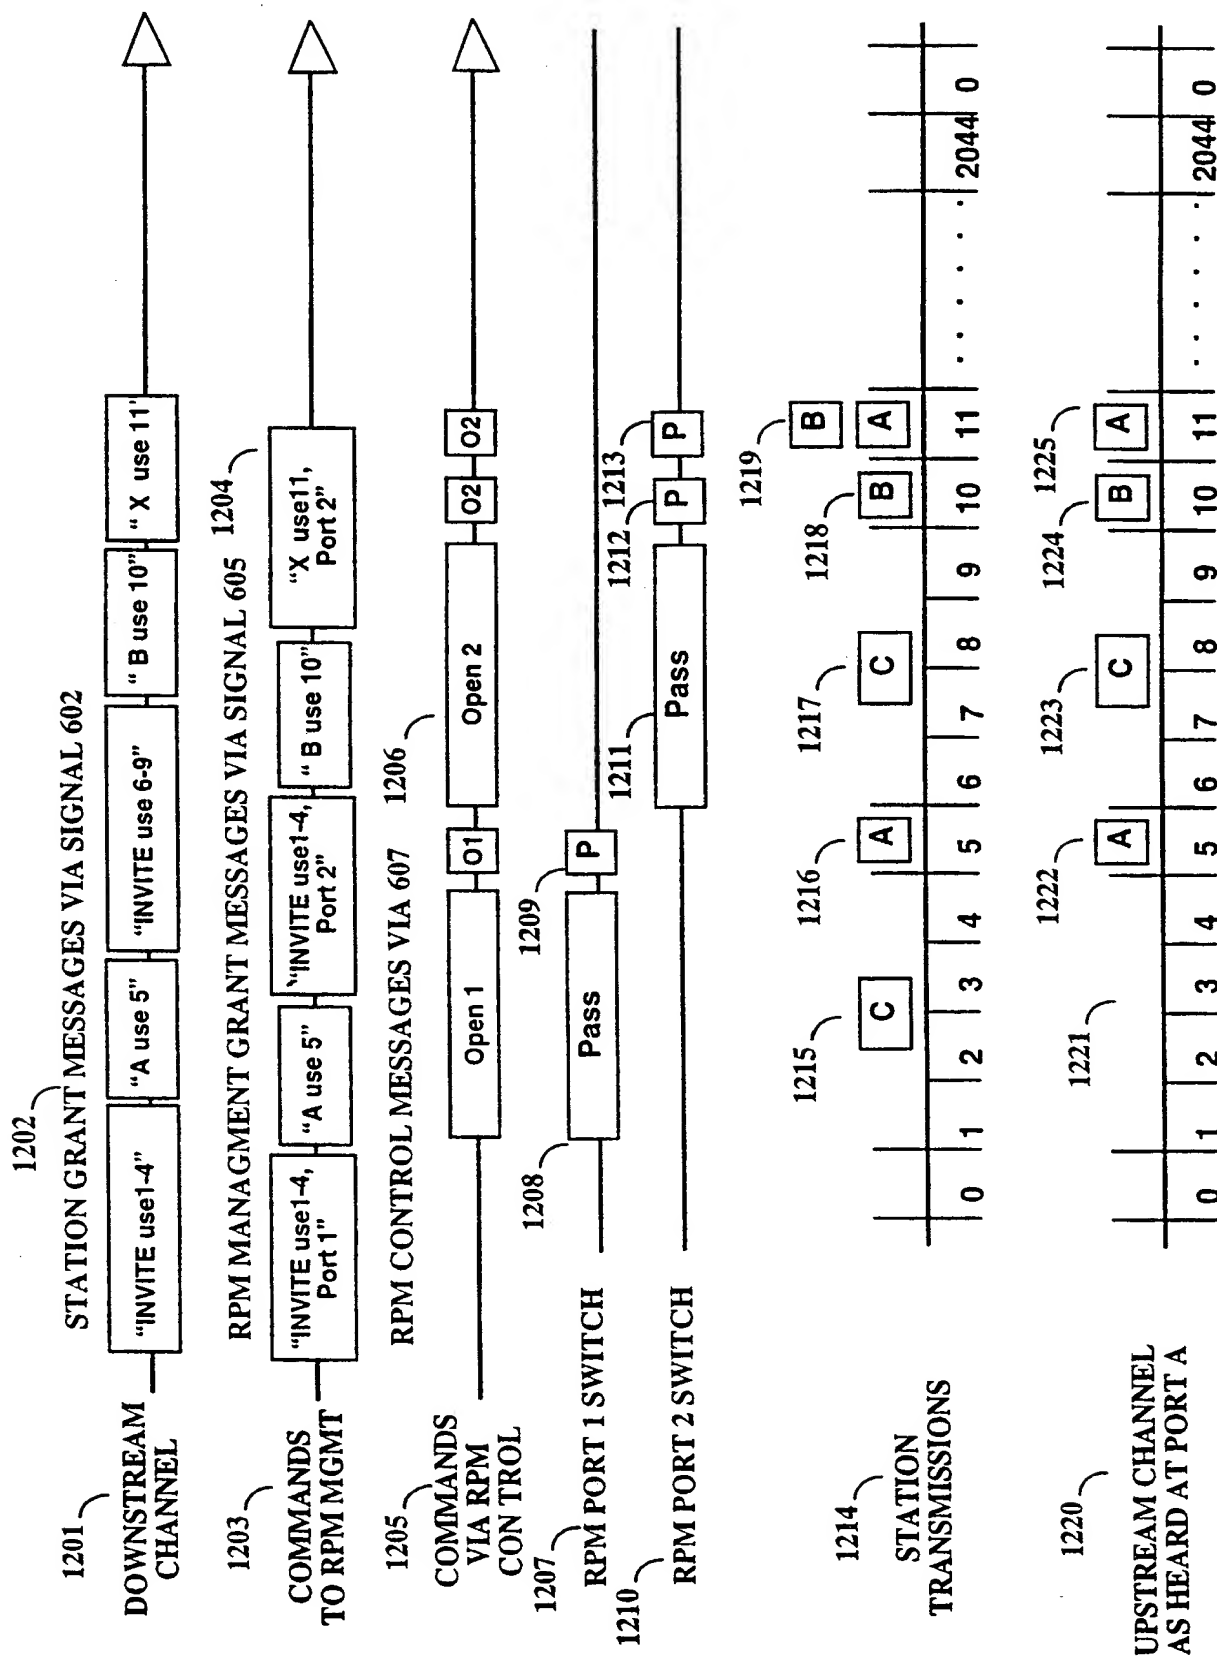 1202
STATION GRANT MESSAGES VIA SIGNAL 602
1201
DOWNSTREAM
CHANNEL
“INVITE use1-4”
“A use 5”
“INVITE use 6-9”
“B use 10”
“X use 11'
RPM MANAGMENT GRANT MESSAGES VIA SIGNAL 605
1204
1203
COMMANDS
TO RPM MGMT
“INVITE use1-4,
Port 1”
“A use 5”
“INVITE use1-4,
Port 2”
“B use 10”
“X use11,
Port 2”
RPM CONTROL MESSAGES VIA 607
1206
1205
COMMANDS
VIA RPM
CON TROL
Open 1
O1
Open 2
O2
O2
1207
RPM PORT 1 SWITCH
1208
Pass
1209
P
1210
RPM PORT 2 SWITCH
1211
Pass
1212
P
1213
P
1214
STATION
TRANSMISSIONS
1215
C
1216
A
1217
C
1218
B
1219
B
A
0 1 2 3 4 5 6 7 8 9 10 11 . . . . . . 2044 0
1220
UPSTREAM CHANNEL
AS HEARD AT PORT A
1221
1222
A
1223
C
1224
B
1225
A
0 1 2 3 4 5 6 7 8 9 10 11 . . . . . . 2044 0